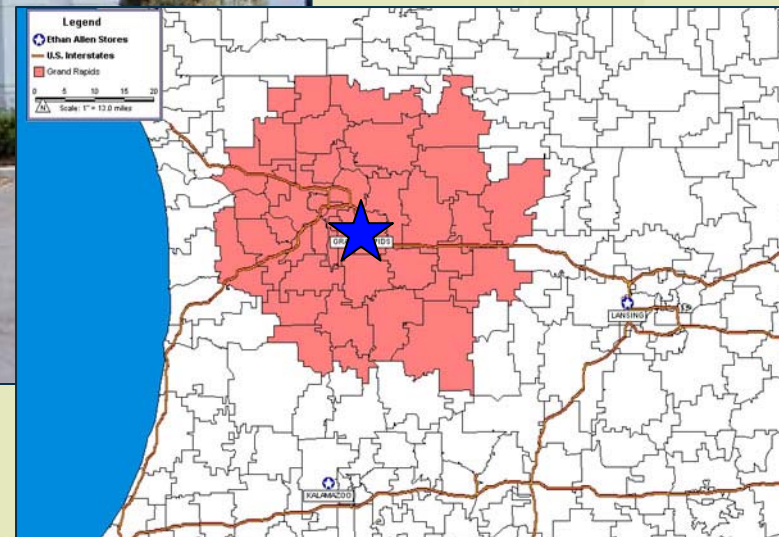 Legend
Ethan Allen Stores
U.S. Interstates
Grand Rapids
0 5 10 15 20
N
Scale: 1" = 13.0 miles
LANSING
KALAMAZOO